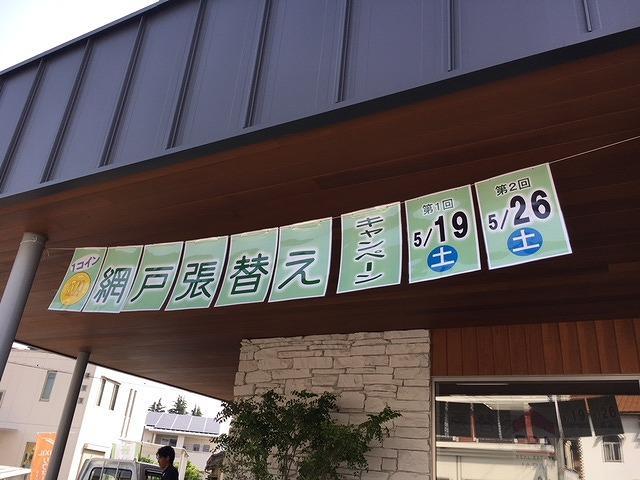 1コイン
網戸張替え
キャンペーン
第1回
5/19
土
第2回
5/26
土